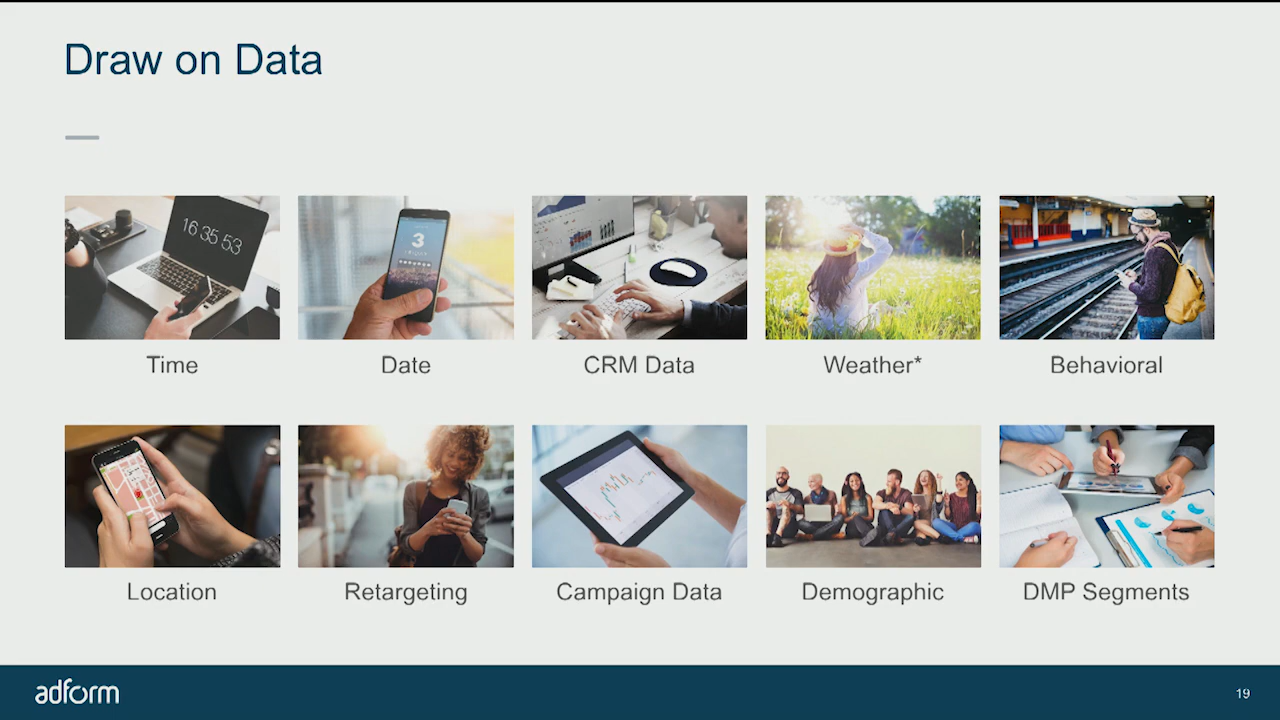 Draw on Data
16 35 53
3
Time
Date
CRM Data
Weather*
Behavioral
Location
Retargeting
Campaign Data
Demographic
DMP Segments
adform
19